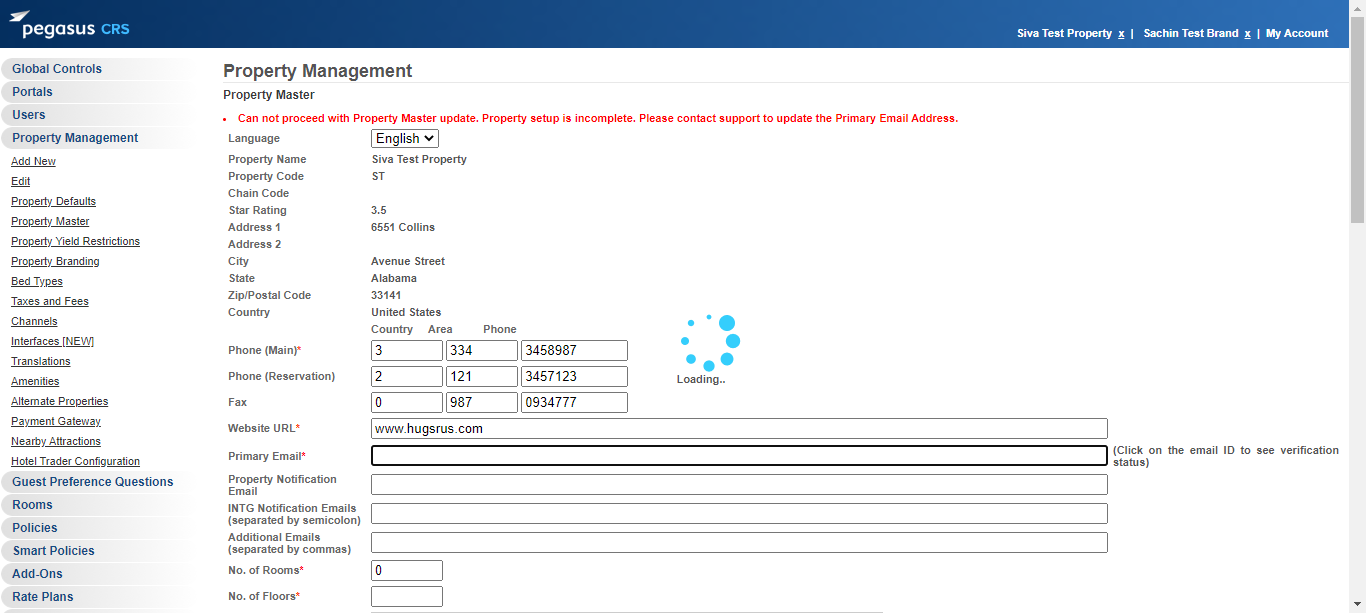 pegasus CRS
Siva Test Property x | Sachin Test Brand x | My Account
Global Controls
Portals
Users
Property Management
Add New
Edit
Property Defaults
Property Master
Property Yield Restrictions
Property Branding
Bed Types
Taxes and Fees
Channels
Interfaces [NEW]
Translations
Amenities
Alternate Properties
Payment Gateway
Nearby Attractions
Hotel Trader Configuration
Guest Preference Questions
Rooms
Policies
Smart Policies
Add-Ons
Rate Plans
Property Management
Property Master
• Can not proceed with Property Master update. Property setup is incomplete. Please contact support to update the Primary Email Address.
Language English
Property Name Siva Test Property
Property Code ST
Chain Code
Star Rating 3.5
Address 1 6551 Collins
Address 2
City Avenue Street
State Alabama
Zip/Postal Code 33141
Country United States
Country Area Phone
Phone (Main)* 3 334 3458987
Phone (Reservation) 2 121 3457123
Fax 0 987 0934777
Loading..
Website URL* www.hugsrus.com
Primary Email* (Click on the email ID to see verification
status)
Property Notification
Email
INTG Notification Emails
(separated by semicolon)
Additional Emails
(separated by commas)
No. of Rooms* 0
No. of Floors*